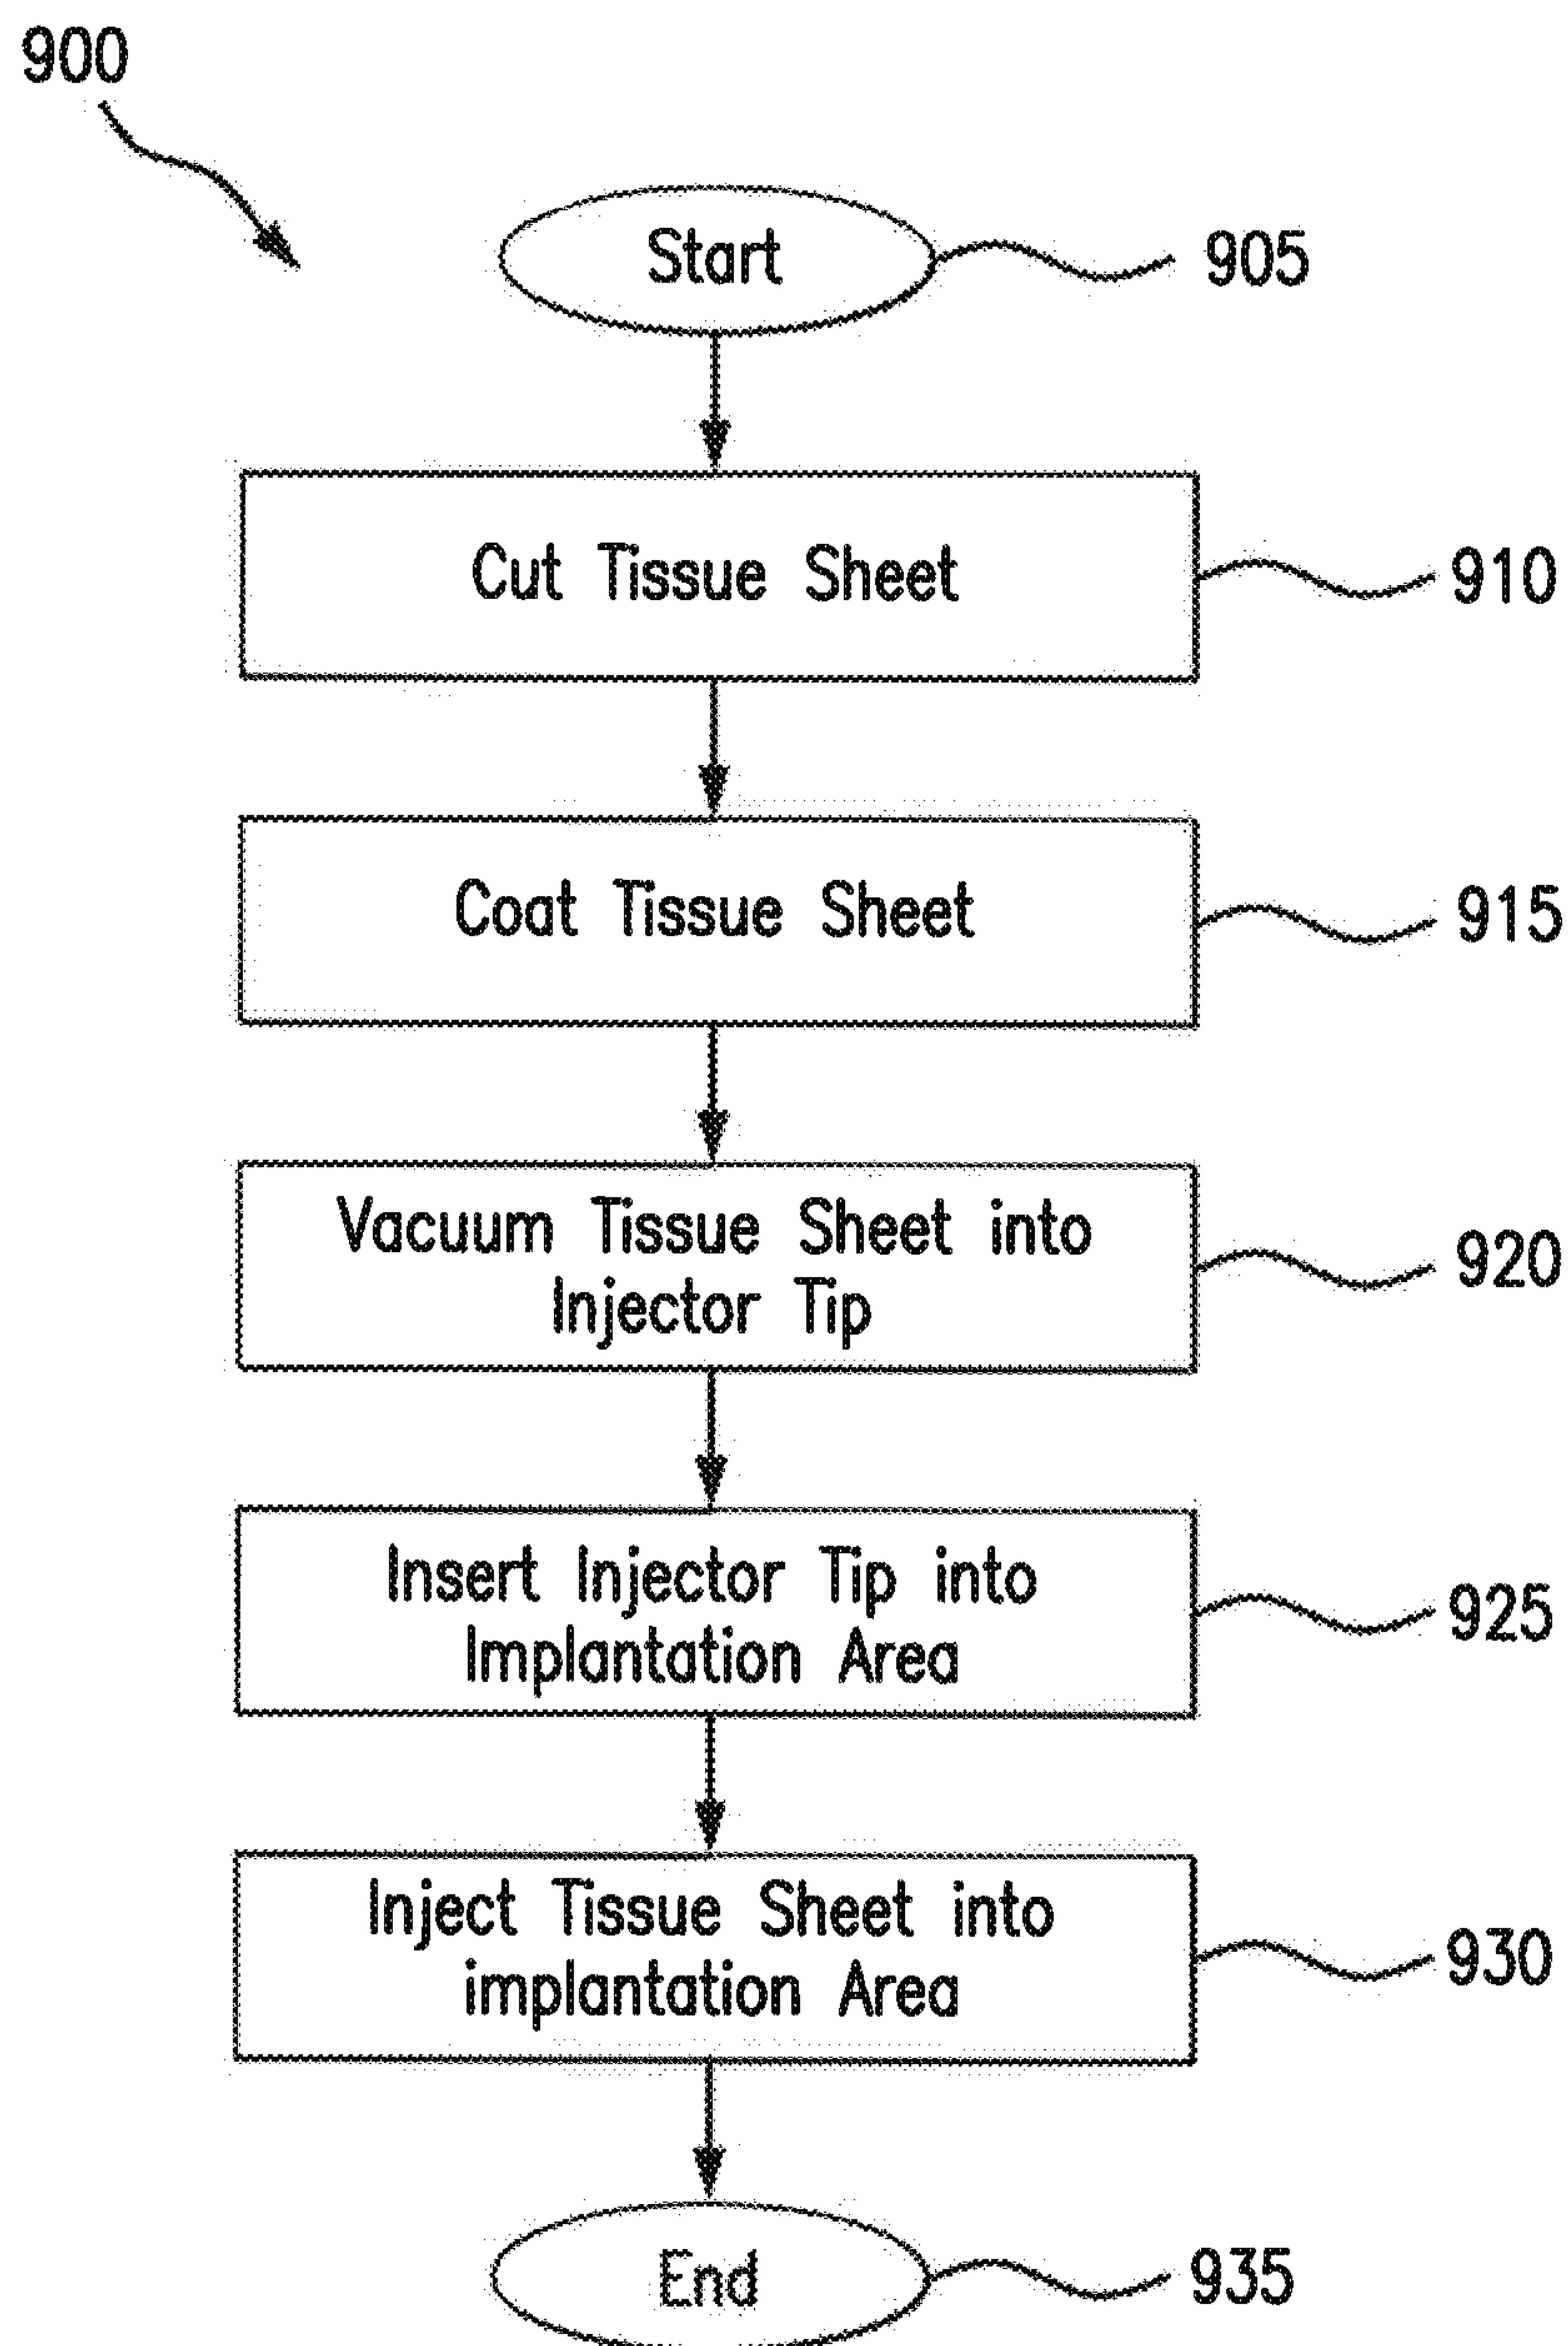 900
Start
905
Cut Tissue Sheet
910
Coat Tissue Sheet
915
Vacuum Tissue Sheet into
Injector Tip
920
Insert Injector Tip into
Implantation Area
925
Inject Tissue Sheet into
implantation Area
930
End
935